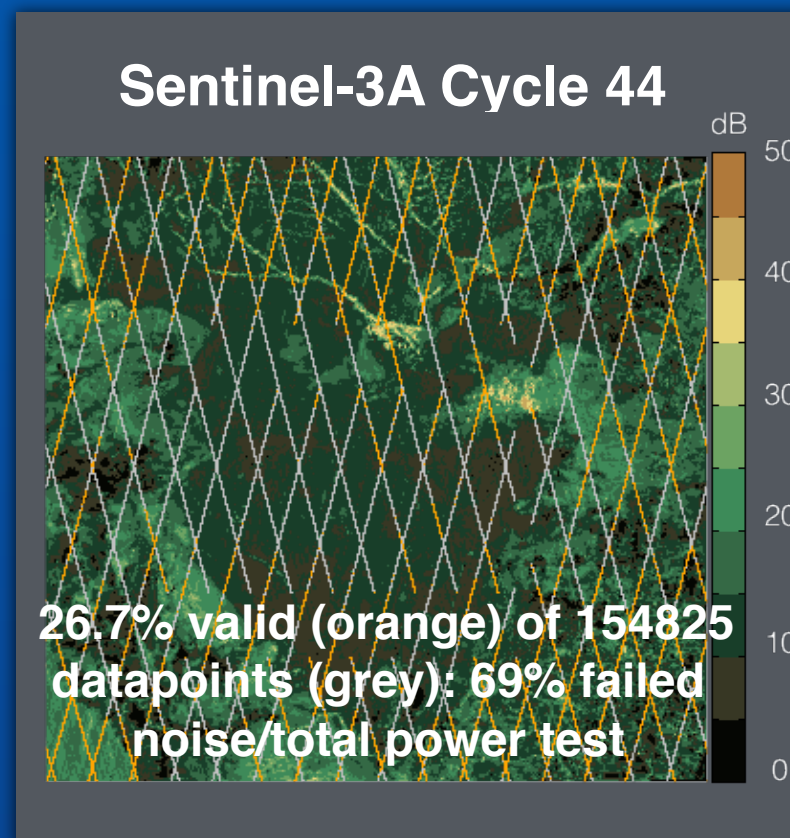 Sentinel-3A Cycle 44
dB
50
40
30
20
10
0
26.7% valid (orange) of 154825
datapoints (grey): 69% failed
noise/total power test